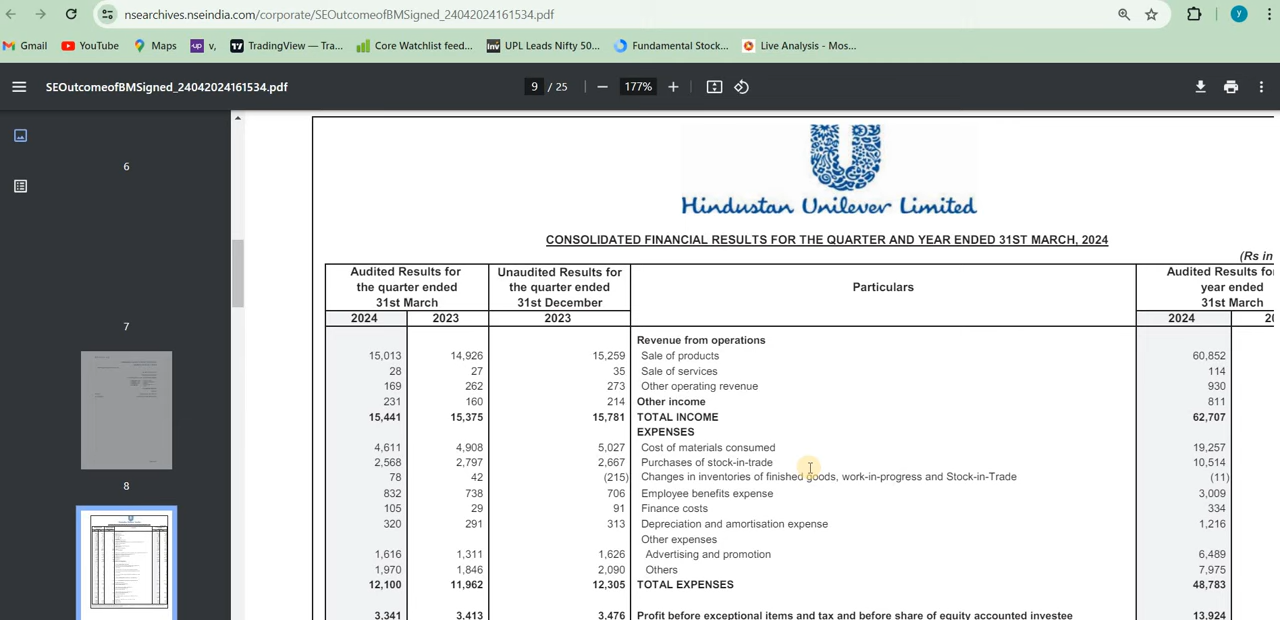 nsearchives.nseindia.com/corporate/SEOutcomeofBMSigned_24042024161534.pdf
y
Gmail YouTube Maps up v, TradingView — Tra... Core Watchlist feed... Inv UPL Leads Nifty 50... Fundamental Stock... Live Analysis - Mos...
SEOutcomeofBMSigned_24042024161534.pdf 9 / 25 177%
6
7
8
Hindustan Unilever Limited
CONSOLIDATED FINANCIAL RESULTS FOR THE QUARTER AND YEAR ENDED 31ST MARCH, 2024
(Rs in
Audited Results for the quarter ended 31st March Unaudited Results for the quarter ended 31st December Particulars Audited Results for year ended 31st March
2024 2023 2023 2024
Revenue from operations
15,013 14,926 15,259 Sale of products 60,852
28 27 35 Sale of services 114
169 262 273 Other operating revenue 930
231 160 214 Other income 811
15,441 15,375 15,781 TOTAL INCOME 62,707
EXPENSES
4,611 4,908 5,027 Cost of materials consumed 19,257
2,568 2,797 2,667 Purchases of stock-in-trade 10,514
78 42 (215) Changes in inventories of finished goods, work-in-progress and Stock-in-Trade (11)
832 738 706 Employee benefits expense 3,009
105 29 91 Finance costs 334
320 291 313 Depreciation and amortisation expense 1,216
Other expenses
1,616 1,311 1,626 Advertising and promotion 6,489
1,970 1,846 2,090 Others 7,975
12,100 11,962 12,305 TOTAL EXPENSES 48,783
3,341 3,413 3,476 Profit before exceptional items and tax and before share of equity accounted investee 13,924